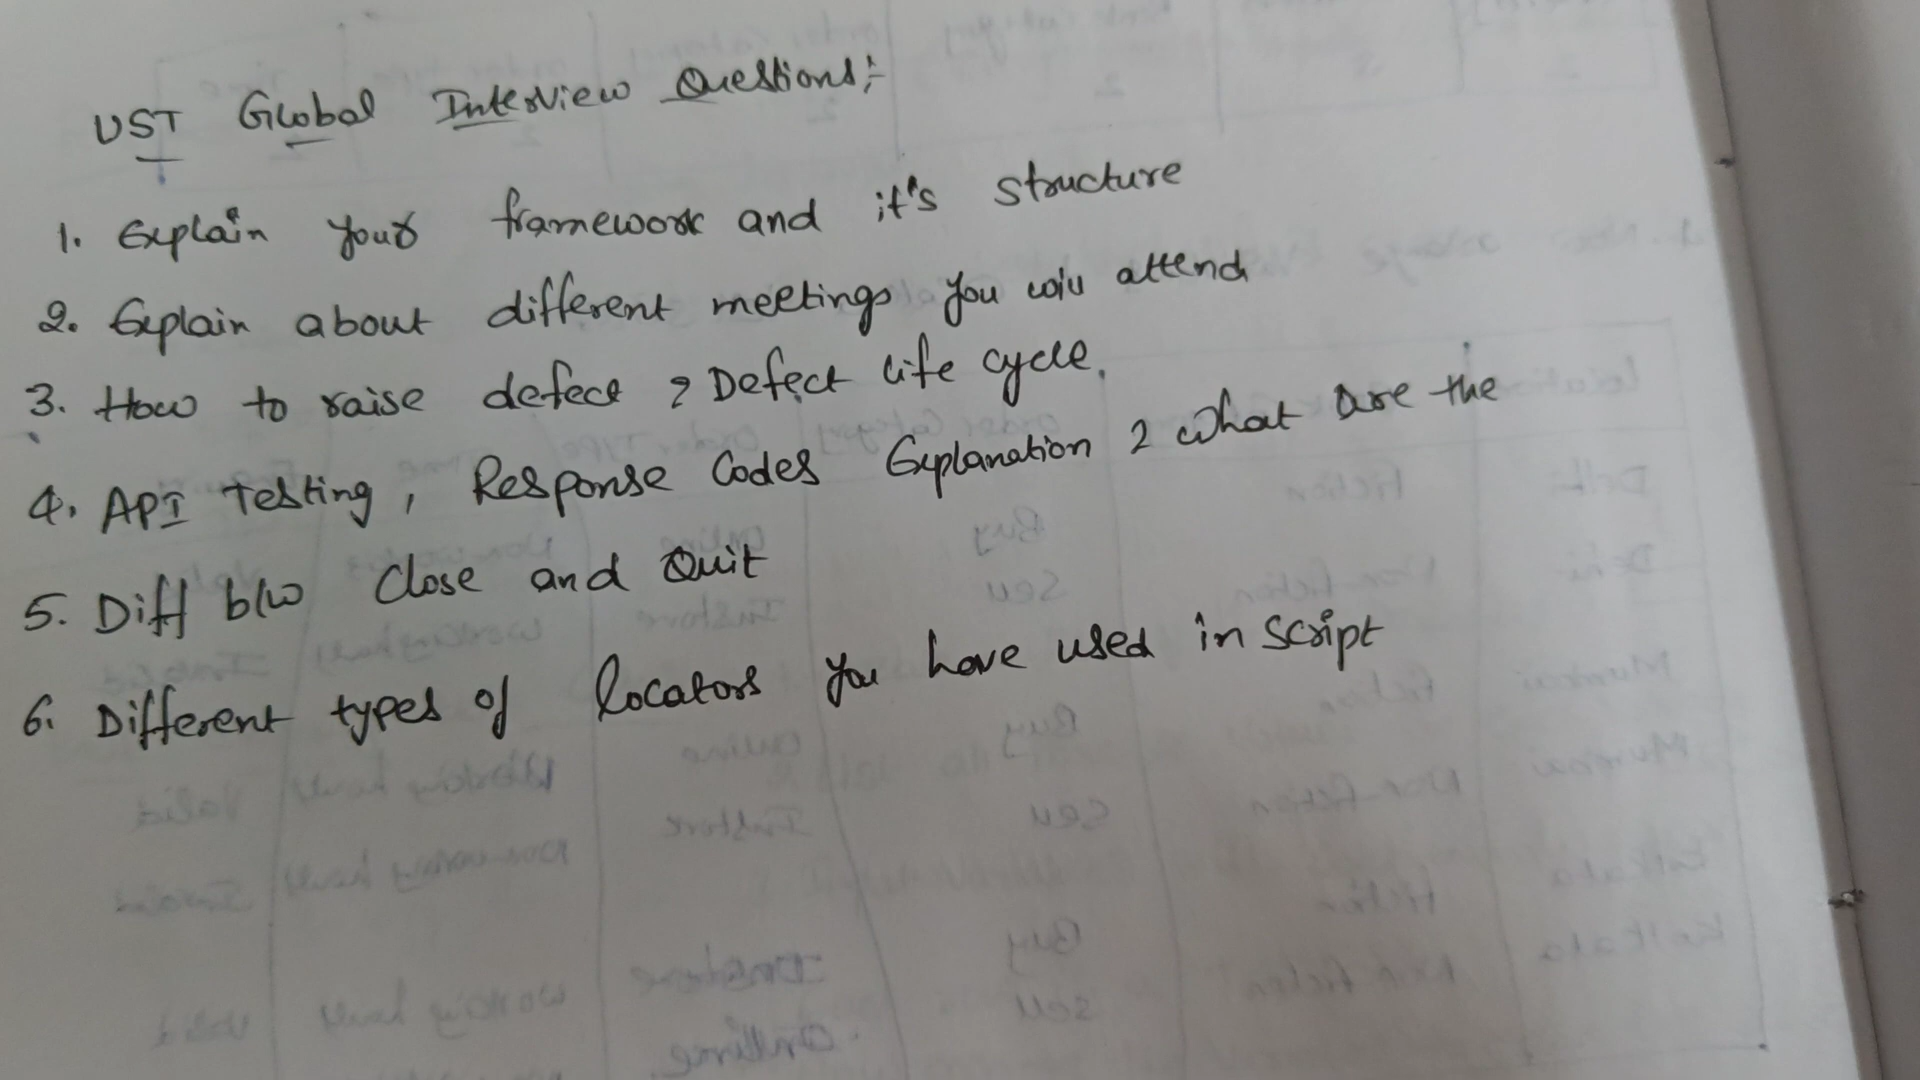 UST Global Interview Questions:-
1. Explain your framework and it's structure
2. Explain about different meetings you will attend
3. How to raise defect & Defect life cycle.
4. API testing, Response Codes Explanation & what are the
5. Diff b/w Close and Quit
6. Different types of locators you have used in script